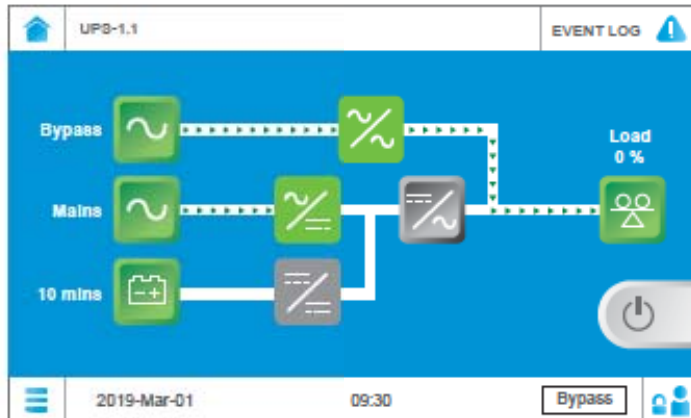 UPS-1.1
EVENT LOG
Bypass
Load
0 %
Mains
10 mins
2019-Mar-01
09:30
Bypass